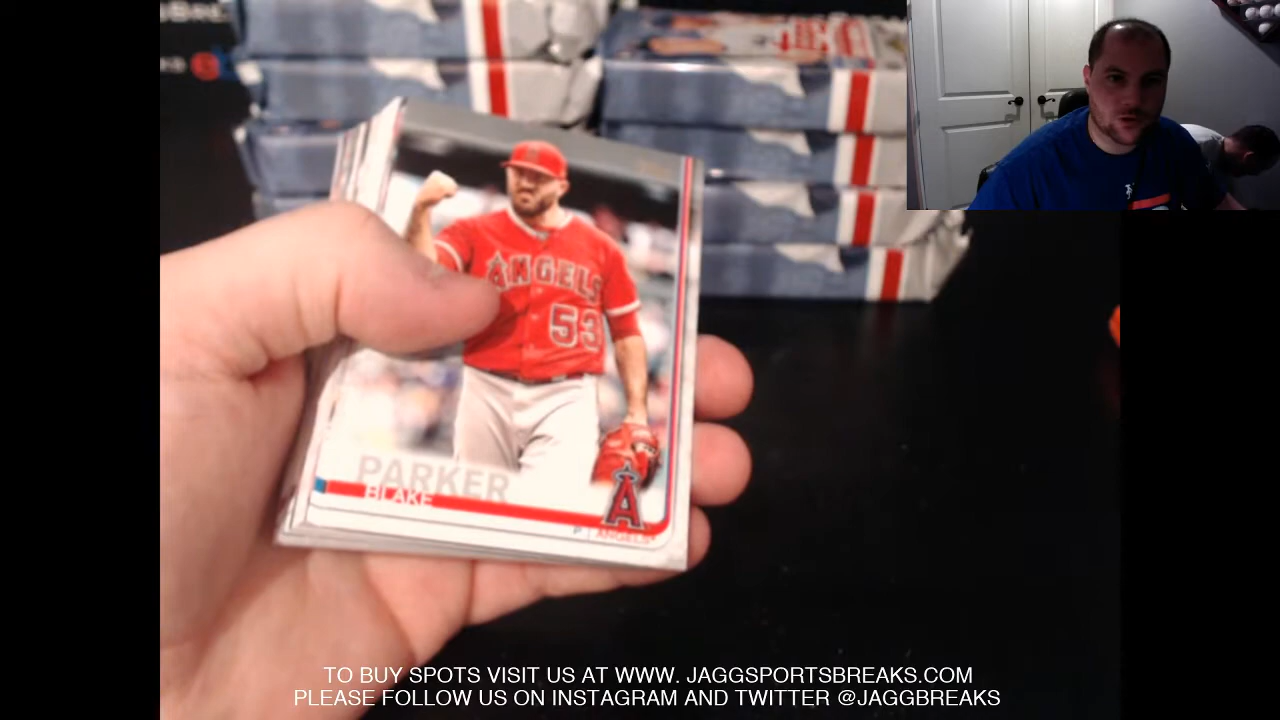 ANGELS
53
PARKER
BLAKE
P | ANGELS
TO BUY SPOTS VISIT US AT WWW. JAGGSPORTSBREAKS.COM
PLEASE FOLLOW US ON INSTAGRAM AND TWITTER @JAGGBREAKS